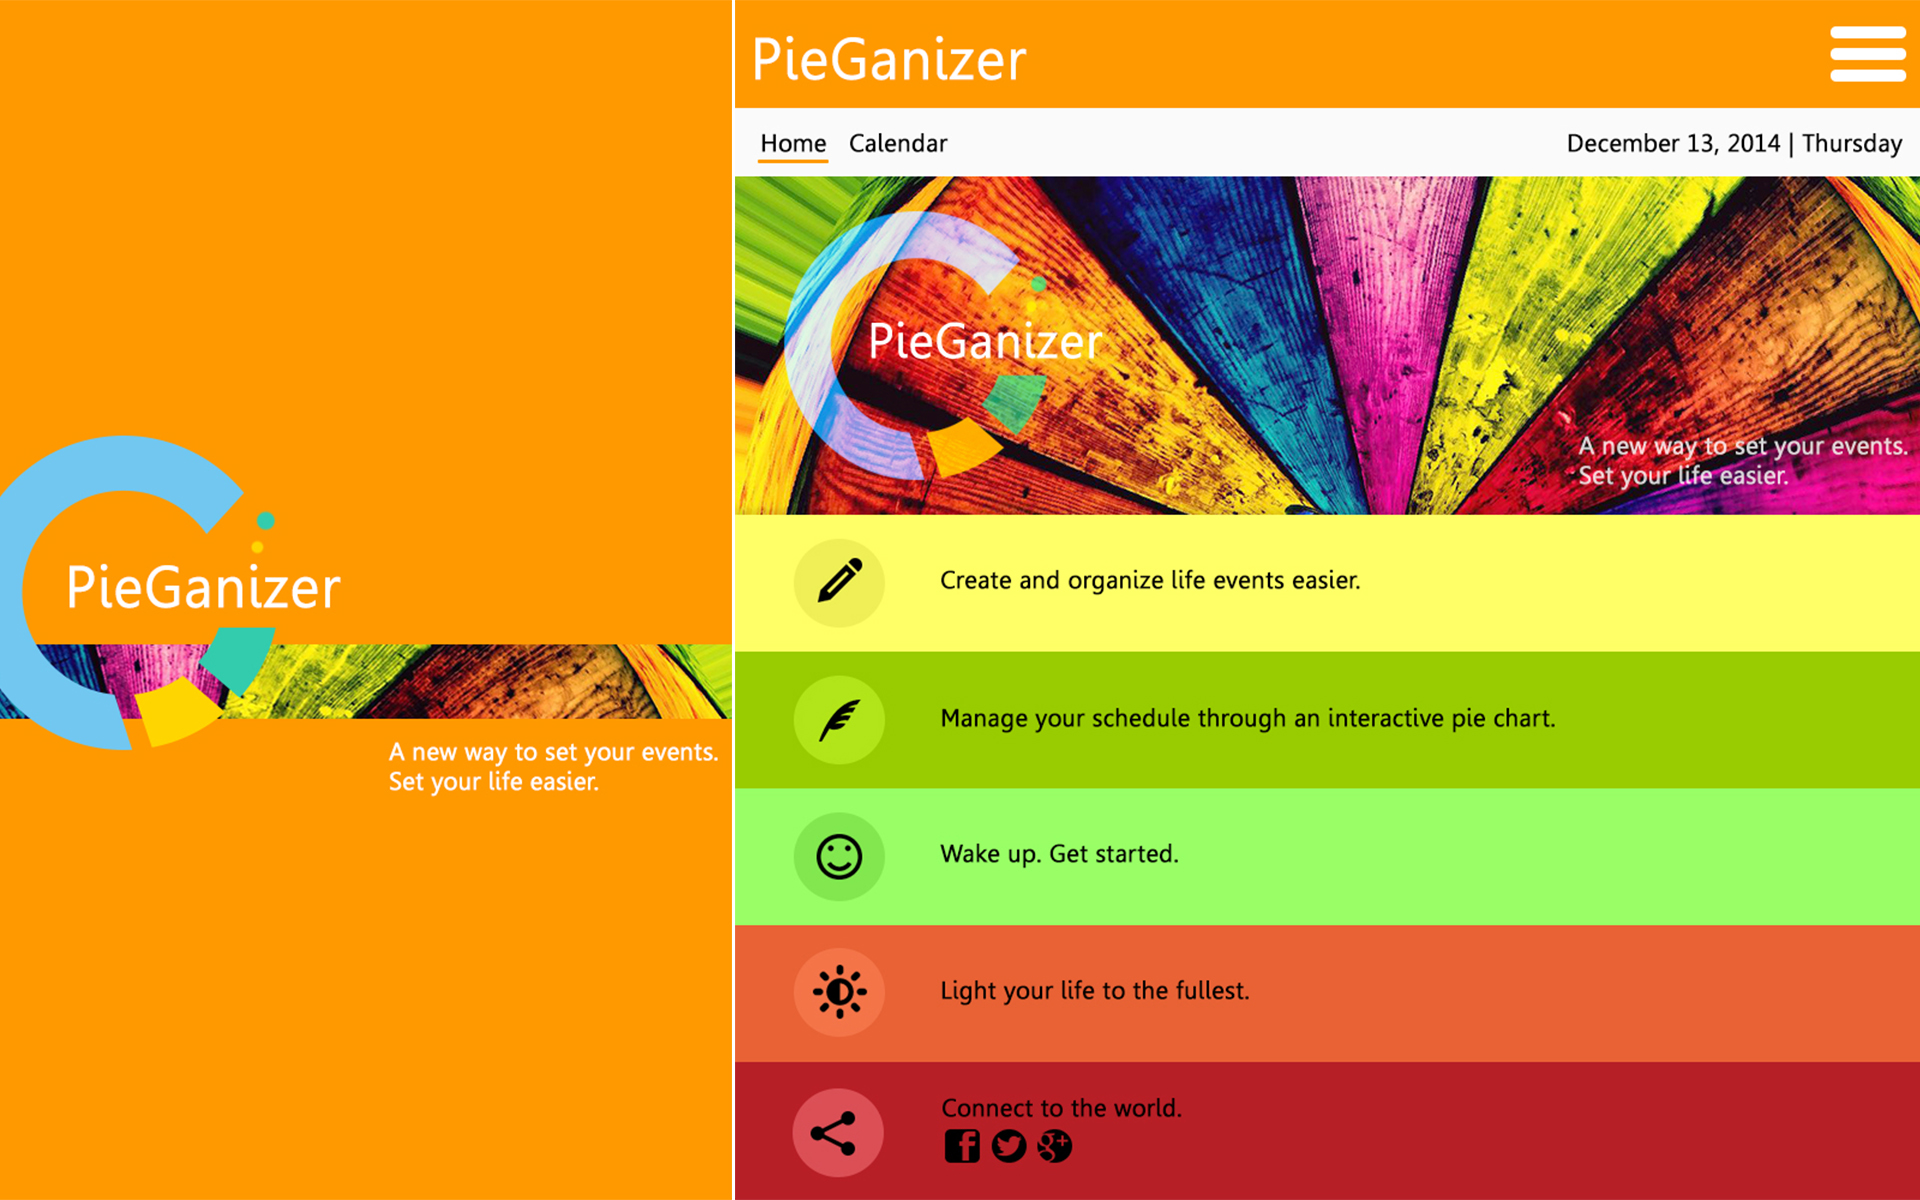 PieGanizer
A new way to set your events.
Set your life easier.
PieGanizer
Home Calendar December 13, 2014 | Thursday
PieGanizer
A new way to set your events.
Set your life easier.
Create and organize life events easier.
Manage your schedule through an interactive pie chart.
Wake up. Get started.
Light your life to the fullest.
Connect to the world.